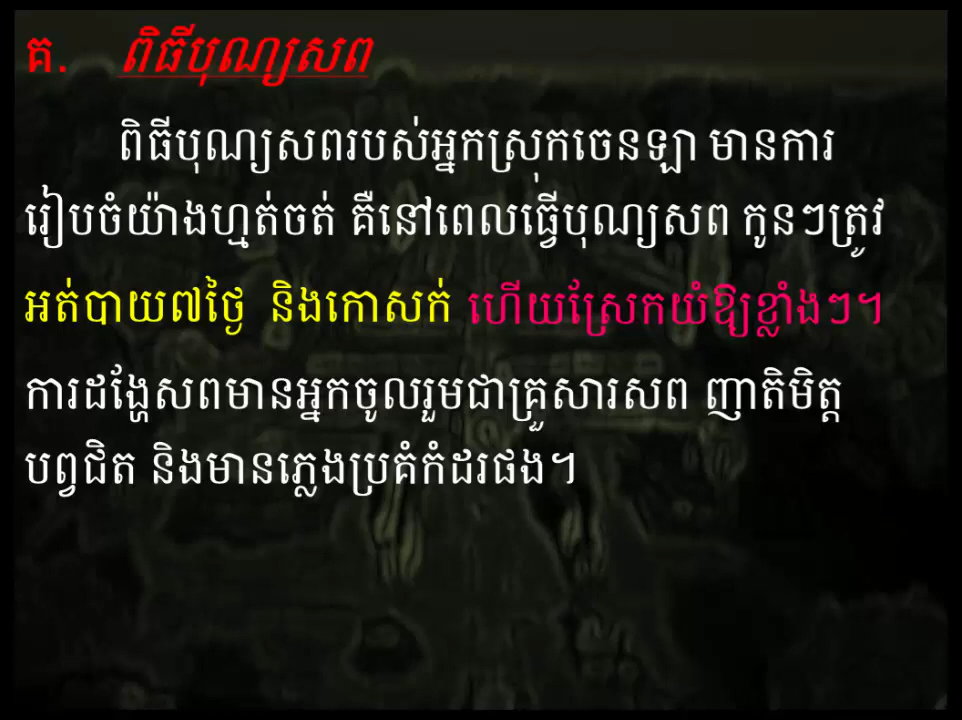 គ. ពិធីបុណ្យសព
ពិធីបុណ្យសពរបស់អ្នកស្រុកចេនឡា មានការ
រៀបចំយ៉ាងហ្មត់ចត់ គឺនៅពេលធ្វើបុណ្យសព កូនៗត្រូវ
អត់បាយ៧ថ្ងៃ និងកោសក់ ហើយស្រែកយំឱ្យខ្លាំងៗ។
ការដង្ហែសពមានអ្នកចូលរួមជាគ្រួសារសព ញាតិមិត្ត
បព្វជិត និងមានភ្លេងប្រគំកំដរផង។